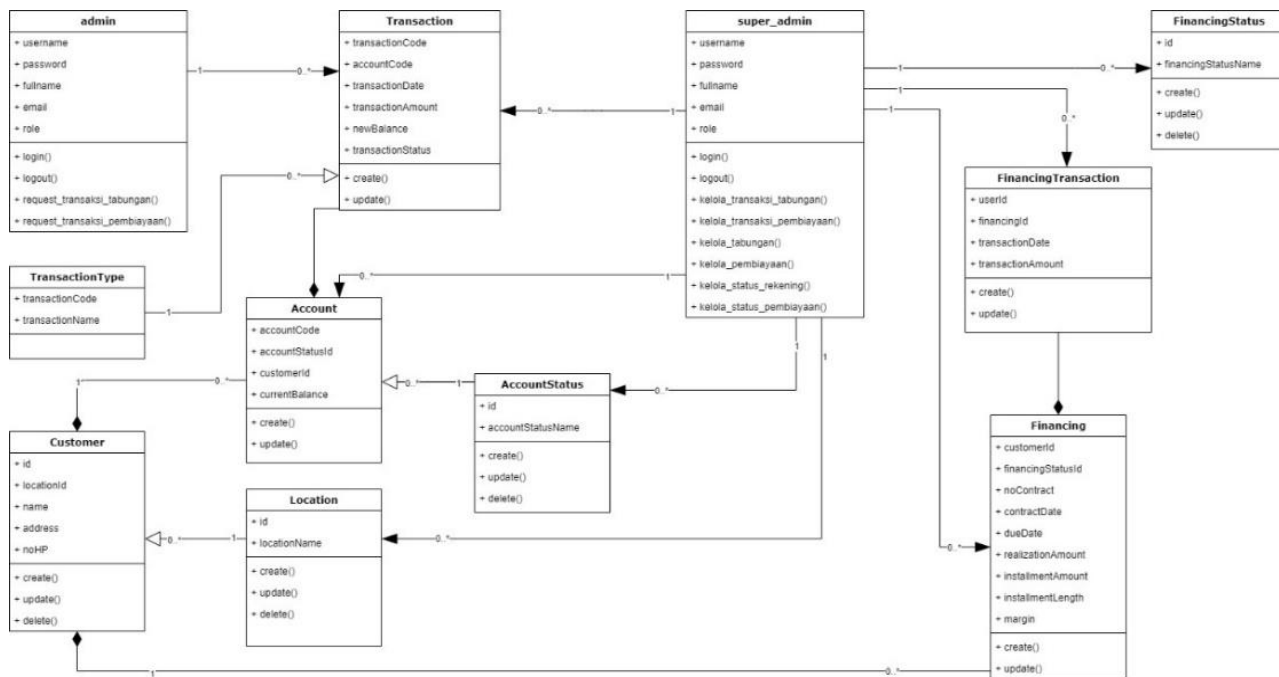 admin
+ username
+ password
+ fullname
+ email
+ role
+ login()
+ logout()
+ request_transaksi_tabungan()
+ request_transaksi_pembiayaan()
1
0..*
Transaction
+ transactionCode
+ accountCode
+ transactionDate
+ transactionAmount
+ newBalance
+ transactionStatus
+ create()
+ update()
0..*
1
super_admin
+ username
+ password
+ fullname
+ email
+ role
+ login()
+ logout()
+ kelola_transaksi_tabungan()
+ kelola_transaksi_pembiayaan()
+ kelola_tabungan()
+ kelola_pembiayaan()
+ kelola_status_rekening()
+ kelola_status_pembiayaan()
1
0..*
1
0..*
1
FinancingStatus
+ id
+ financingStatusName
+ create()
+ update()
+ delete()
FinancingTransaction
+ userId
+ financingId
+ transactionDate
+ transactionAmount
+ create()
+ update()
TransactionType
+ transactionCode
+ transactionName
1
0..*
Account
+ accountCode
+ accountStatusId
+ customerId
+ currentBalance
+ create()
+ update()
0..*
1
0..*
1
AccountStatus
+ id
+ accountStatusName
+ create()
+ update()
+ delete()
1
0..*
1
1
0..*
Customer
+ id
+ locationId
+ name
+ address
+ noHP
+ create()
+ update()
+ delete()
0..*
1
Location
+ id
+ locationName
+ create()
+ update()
+ delete()
0..*
0..*
Financing
+ customerId
+ financingStatusId
+ noContract
+ contractDate
+ dueDate
+ realizationAmount
+ installmentAmount
+ installmentLength
+ margin
+ create()
+ update()
1
0..*